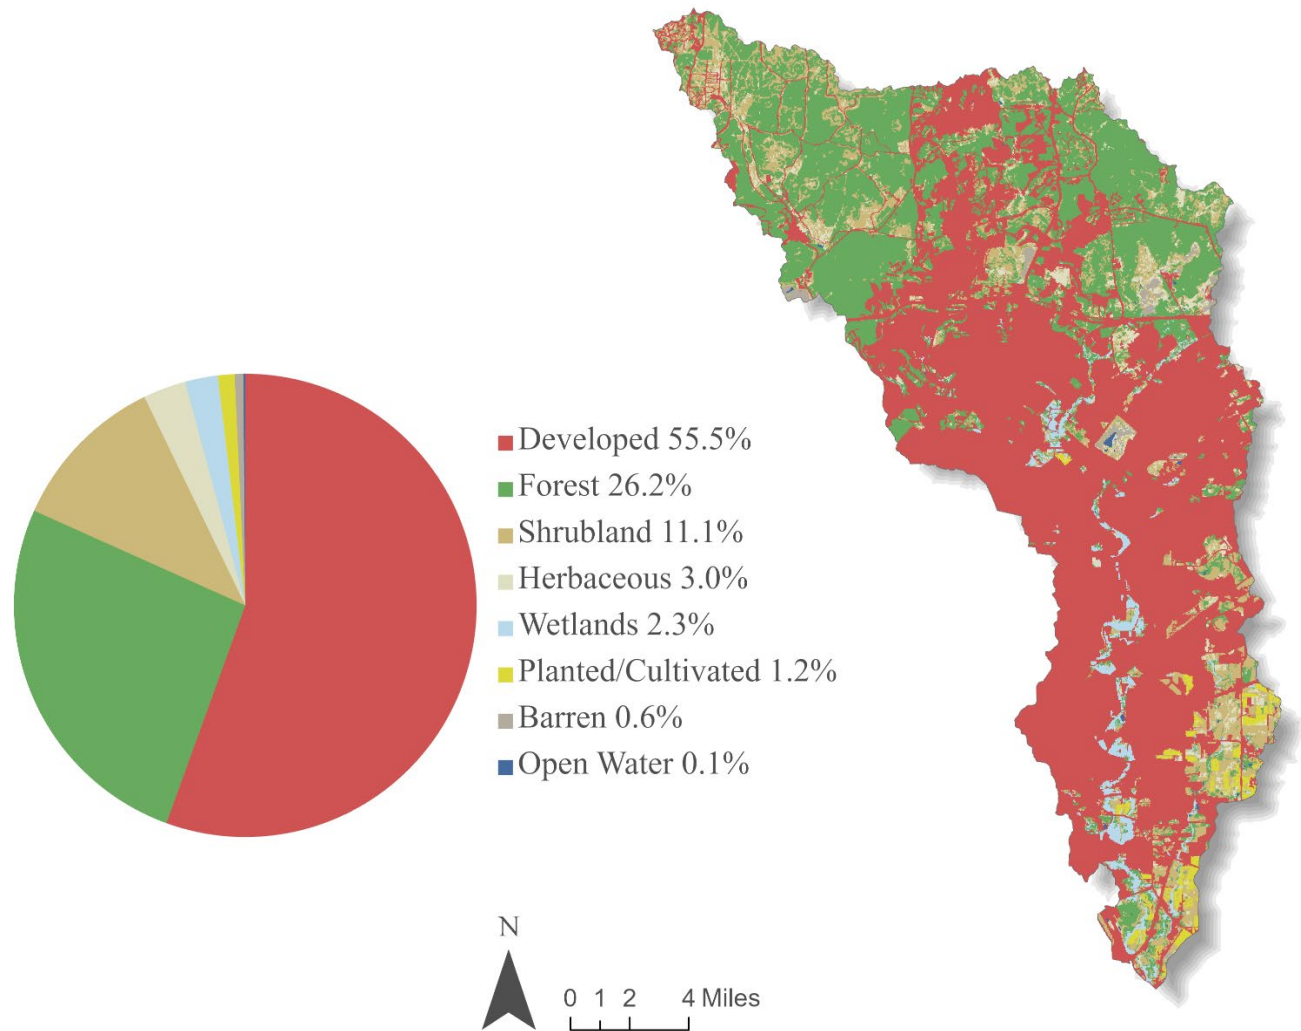 Developed 55.5%
Forest 26.2%
Shrubland 11.1%
Herbaceous 3.0%
Wetlands 2.3%
Planted/Cultivated 1.2%
Barren 0.6%
Open Water 0.1%
N
0 1 2 4 Miles